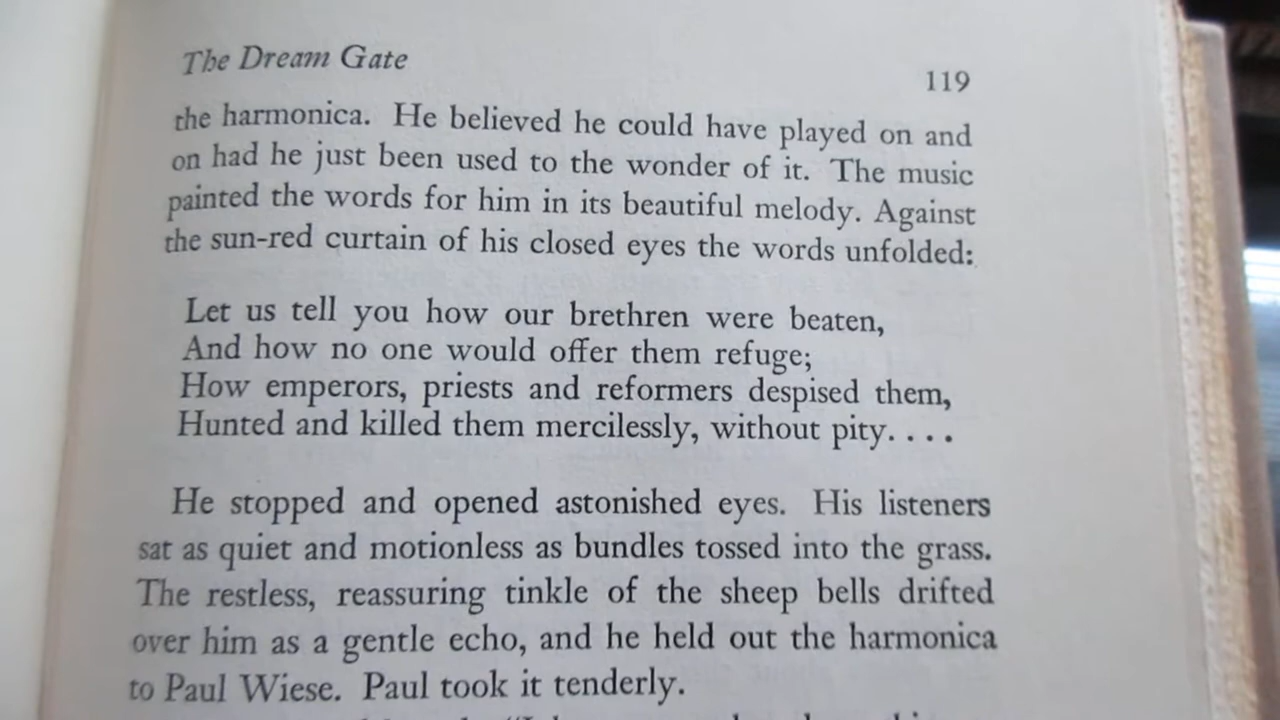 The Dream Gate
119
the harmonica. He believed he could have played on and
on had he just been used to the wonder of it. The music
painted the words for him in its beautiful melody. Against
the sun-red curtain of his closed eyes the words unfolded:
Let us tell you how our brethren were beaten,
And how no one would offer them refuge;
How emperors, priests and reformers despised them,
Hunted and killed them mercilessly, without pity. . . .
He stopped and opened astonished eyes. His listeners
sat as quiet and motionless as bundles tossed into the grass.
The restless, reassuring tinkle of the sheep bells drifted
over him as a gentle echo, and he held out the harmonica
to Paul Wiese. Paul took it tenderly.